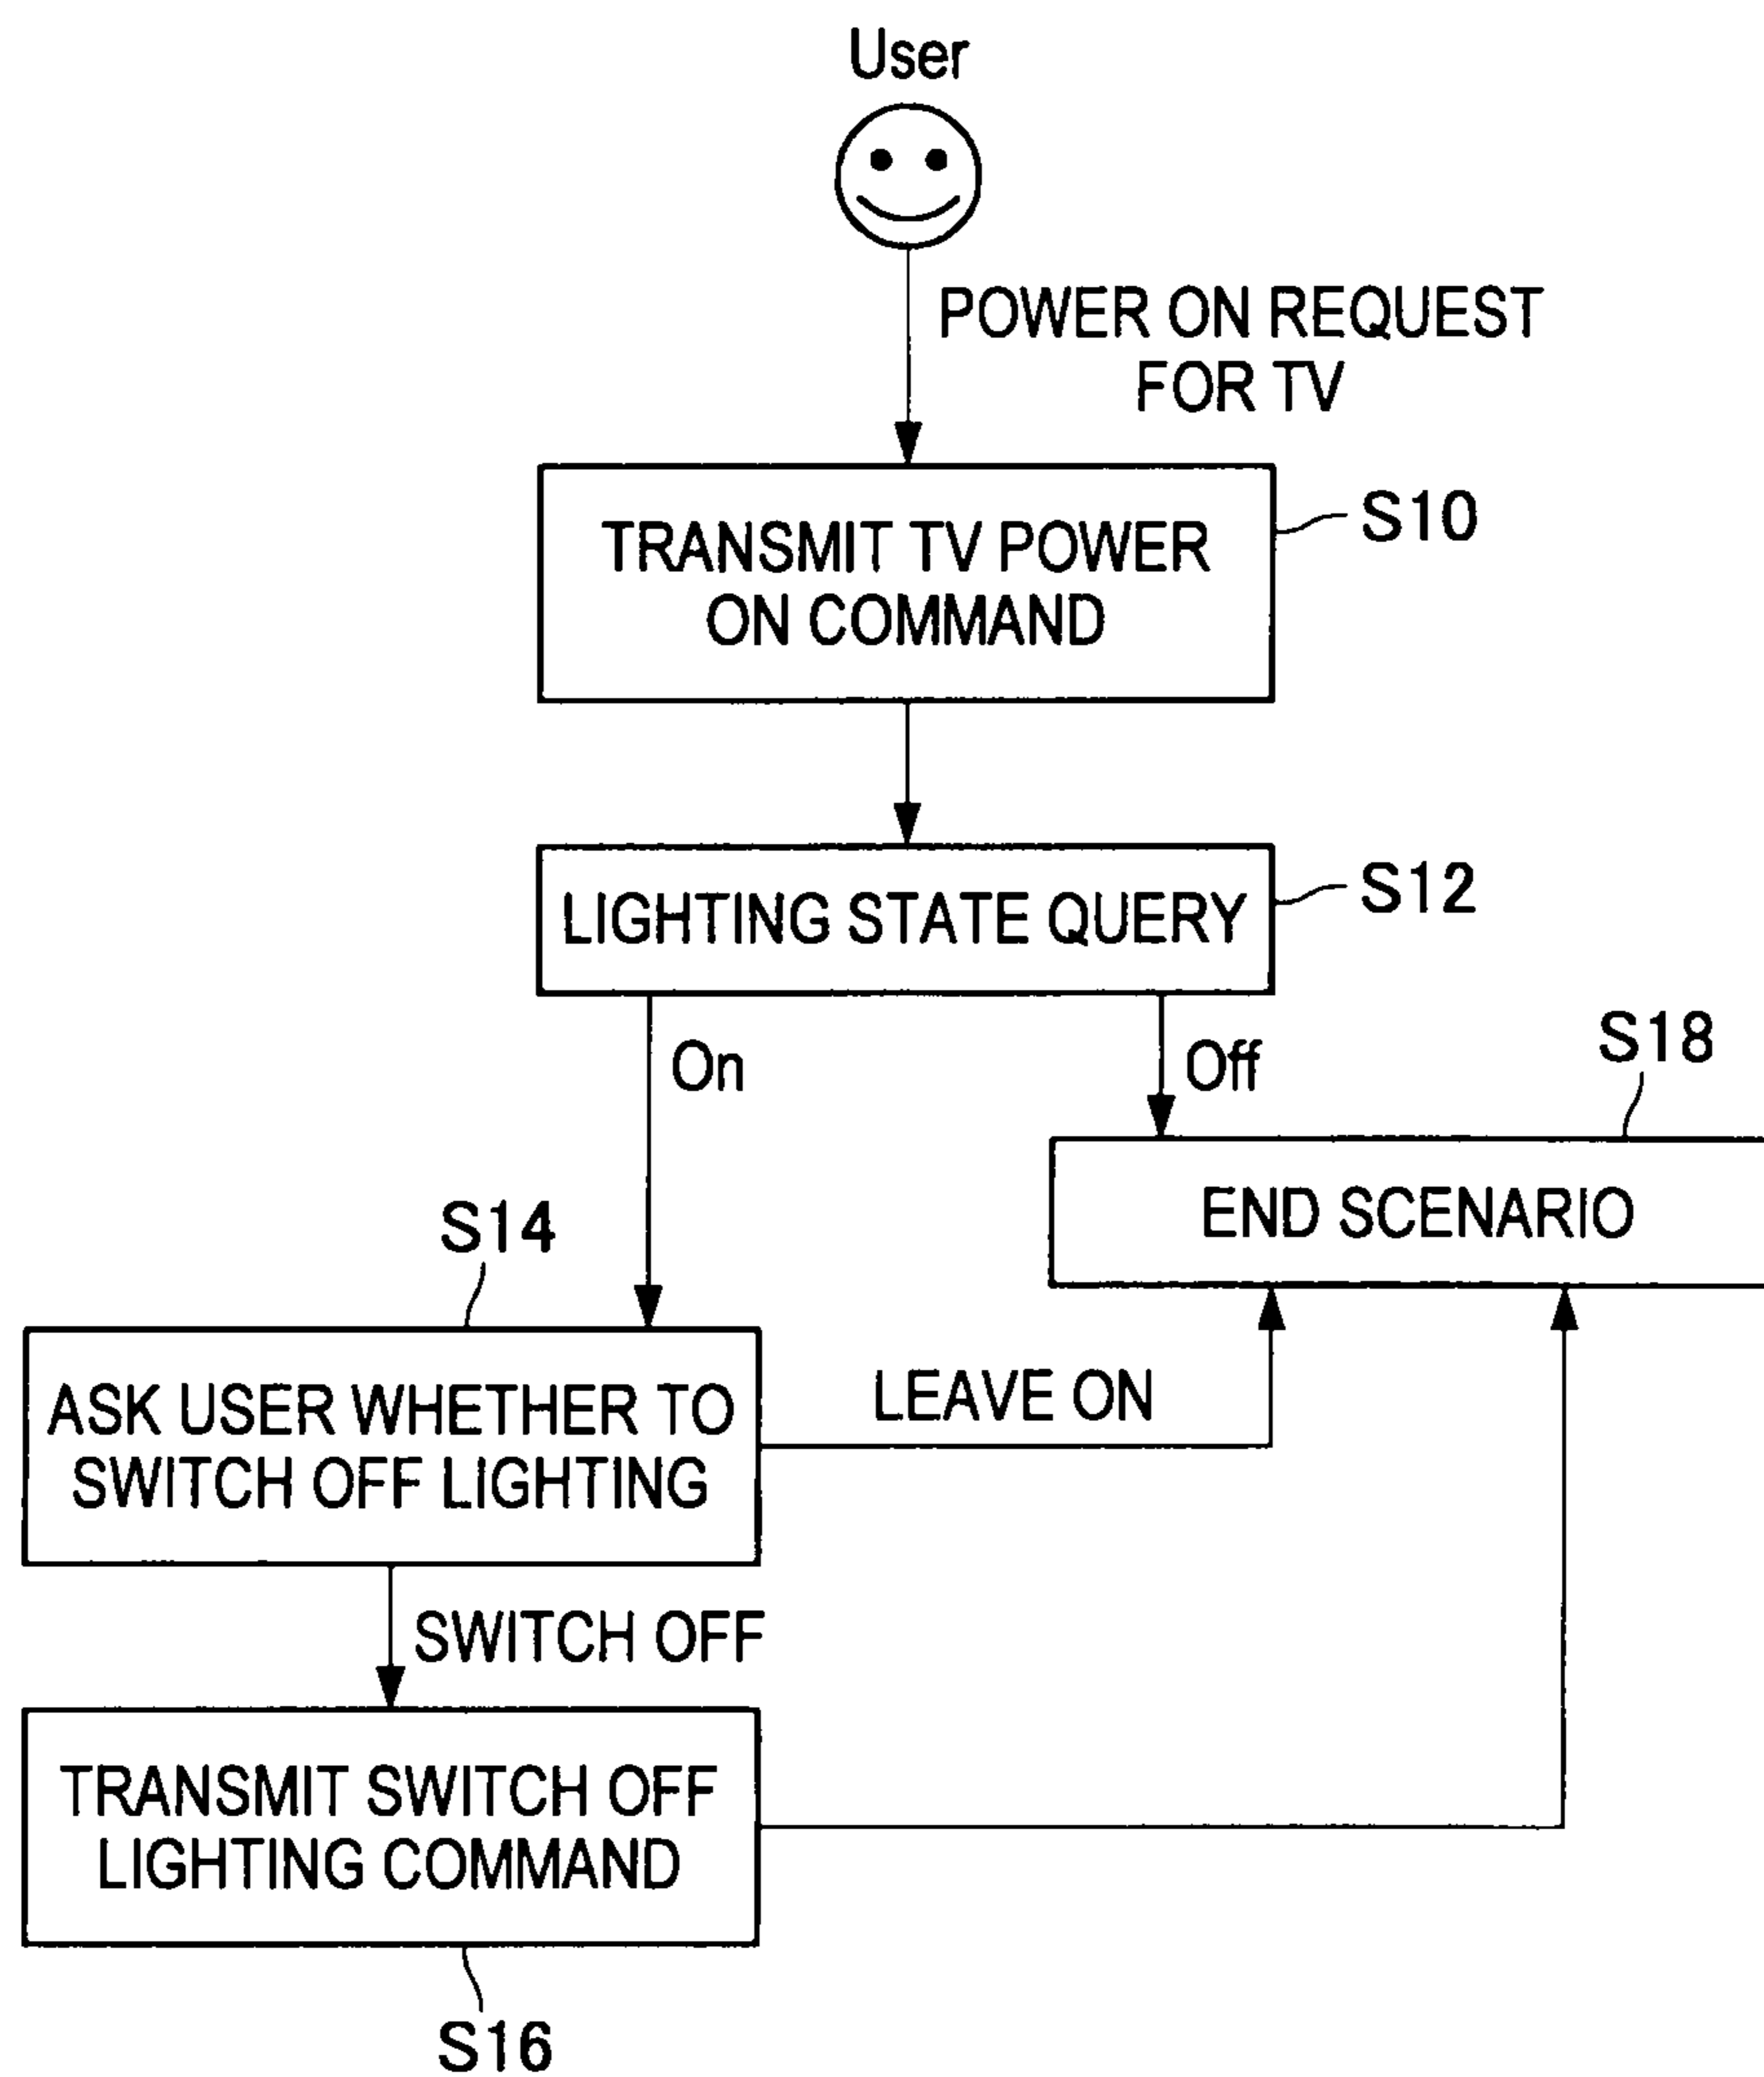 User
POWER ON REQUEST
FOR TV
TRANSMIT TV POWER
ON COMMAND
S10
LIGHTING STATE QUERY
S12
On
Off
S18
END SCENARIO
S14
ASK USER WHETHER TO
SWITCH OFF LIGHTING
LEAVE ON
SWITCH OFF
TRANSMIT SWITCH OFF
LIGHTING COMMAND
S16